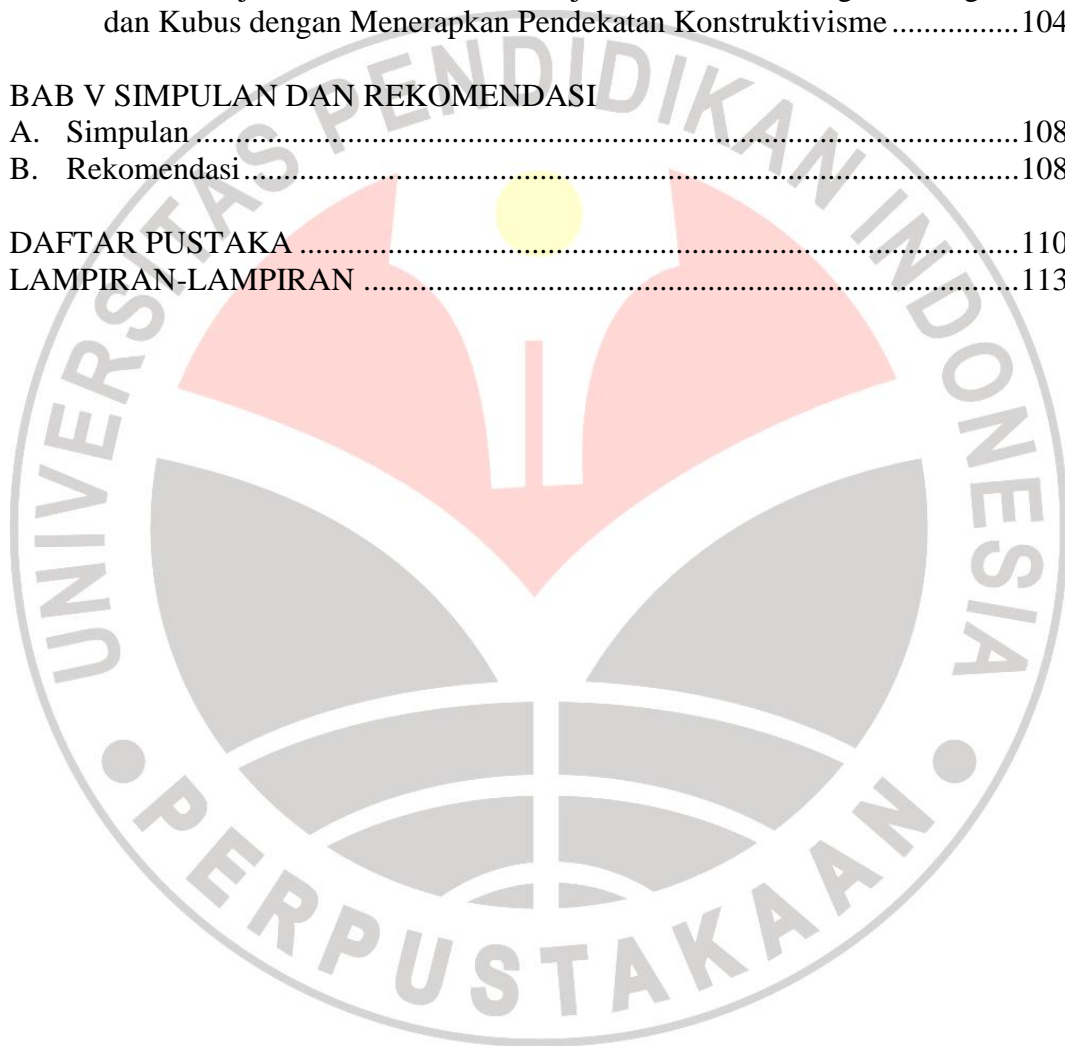 dan Kubus dengan Menerapkan Pendekatan Konstruktivisme ................104
BAB V SIMPULAN DAN REKOMENDASI
A. Simpulan ........................................................................................................108
B. Rekomendasi..................................................................................................108
DAFTAR PUSTAKA ...........................................................................................110
LAMPIRAN-LAMPIRAN ...................................................................................113
UNIVERSITAS PENDIDIKAN INDONESIA
PERPUSTAKAAN